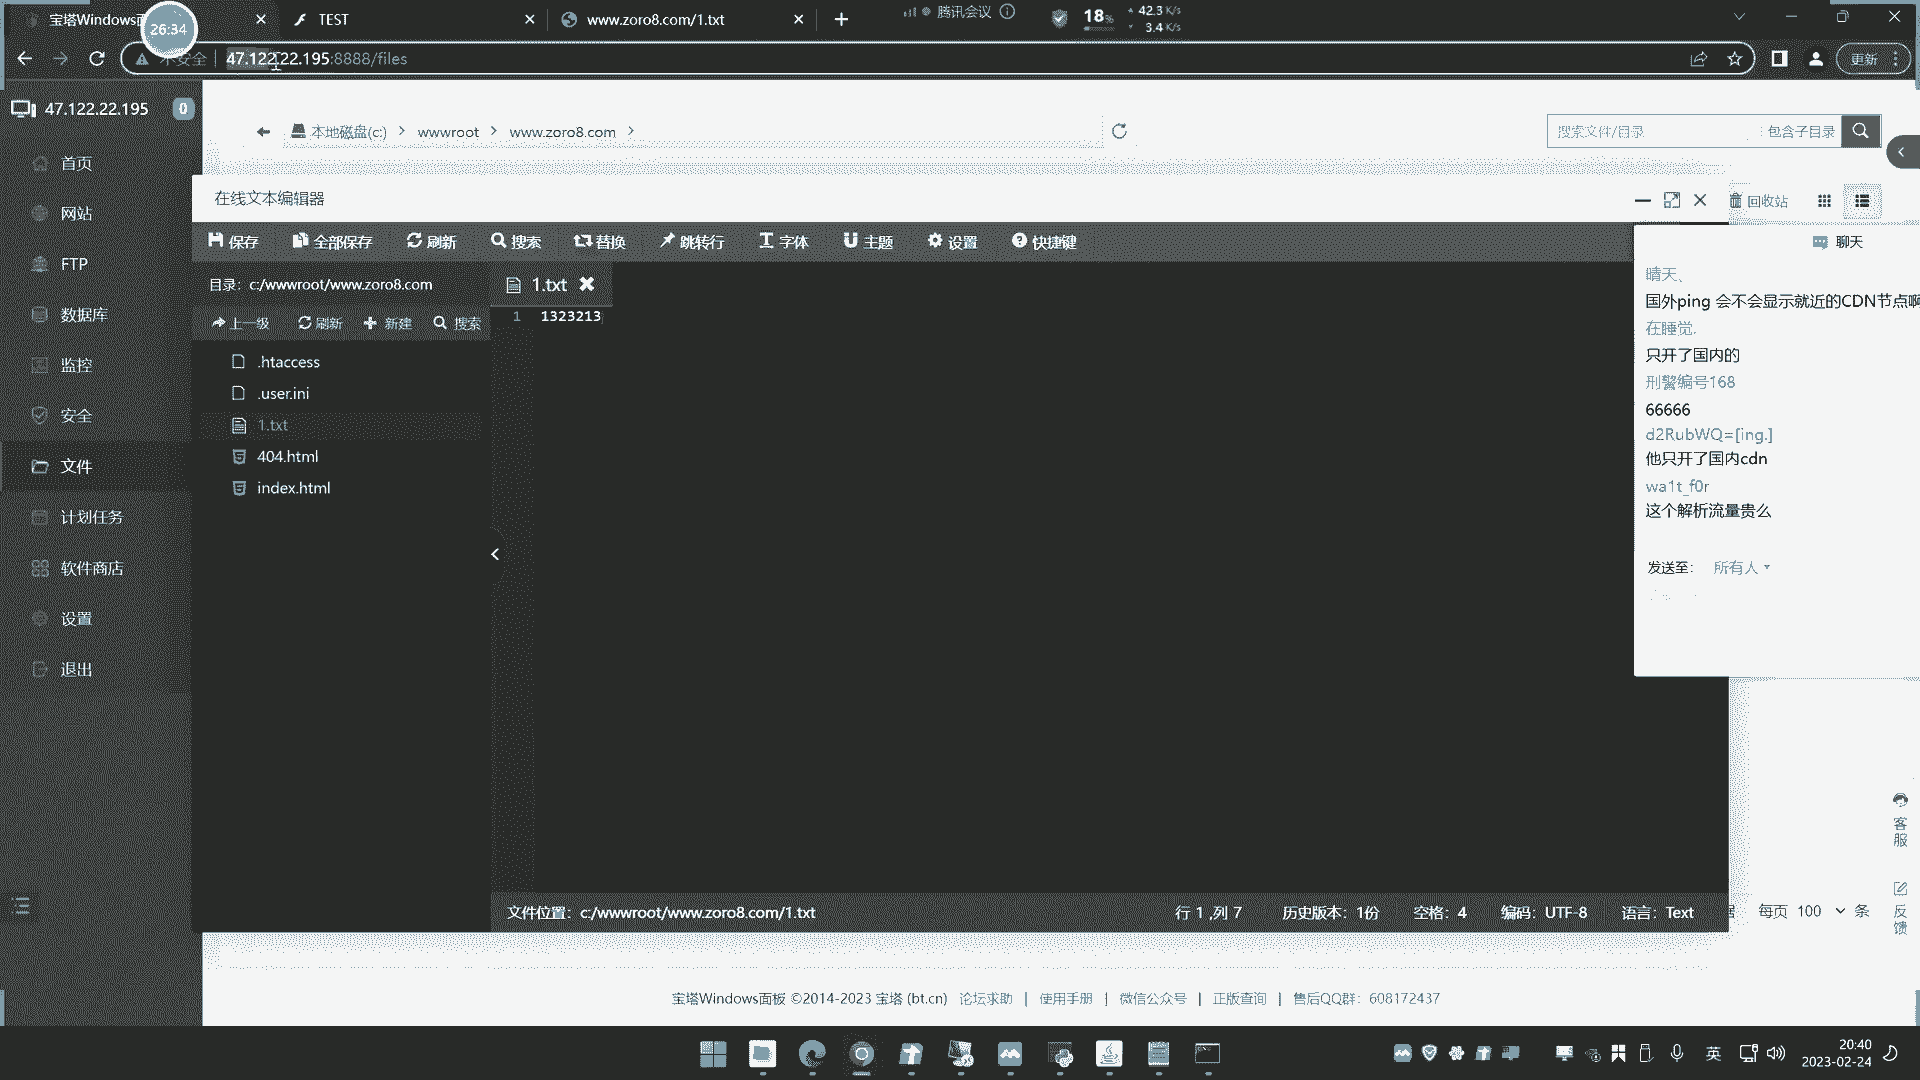 宝塔Windows面
26:34
TEST
www.zoro8.com/1.txt
腾讯会议
18%
42.3 K/s
3.4 K/s
不安全
47.122.22.195:8888/files
更新
47.122.22.195
0
本地磁盘(c:)
wwwroot
www.zoro8.com
搜索文件/目录
包含子目录
首页
网站
FTP
数据库
监控
安全
文件
计划任务
软件商店
设置
退出
在线文本编辑器
回收站
保存
全部保存
刷新
搜索
替换
跳转行
字体
主题
设置
快捷键
目录: c:/wwwroot/www.zoro8.com
1.txt
上一级
刷新
新建
搜索
1
1323213
.htaccess
.user.ini
1.txt
404.html
index.html
聊天
晴天、
国外ping 会不会显示就近的CDN节点啊
在睡觉.
只开了国内的
刑警编号168
66666
d2RubWQ=[ing.]
他只开了国内cdn
wa1t_f0r
这个解析流量贵么
发送至:
所有人
客服
反馈
文件位置: c:/wwwroot/www.zoro8.com/1.txt
行 1 ,列 7
历史版本: 1份
空格: 4
编码: UTF-8
语言: Text
每页
100
条
宝塔Windows面板 ©2014-2023 宝塔 (bt.cn)
论坛求助
|
使用手册
|
微信公众号
|
正版查询
|
售后QQ群: 608172437
英
20:40
2023-02-24